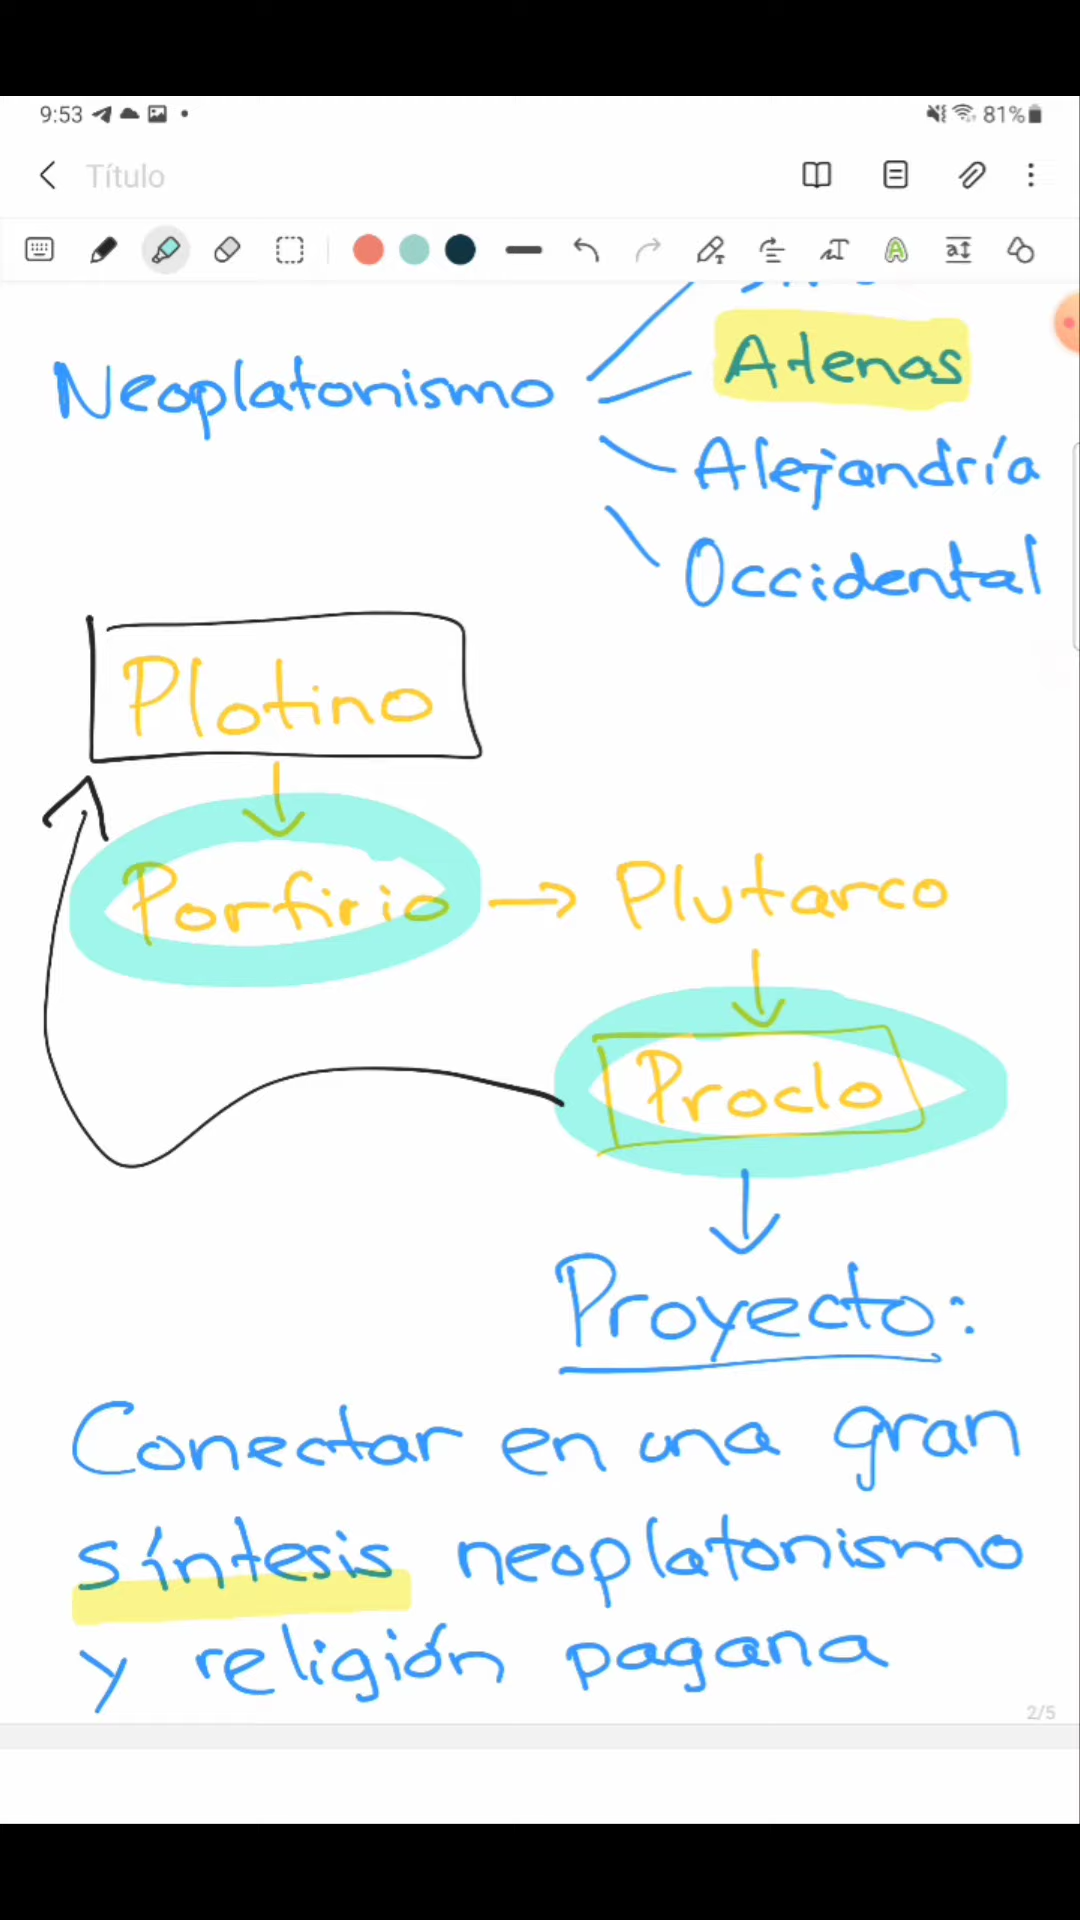 9:53
81%
Título
Neoplatonismo
Atenas
Alejandría
Occidental
Plotino
Porfirio → Plutarco
Proclo
Proyecto:
Conectar en una gran
síntesis neoplatonismo
y religión pagana
2/5